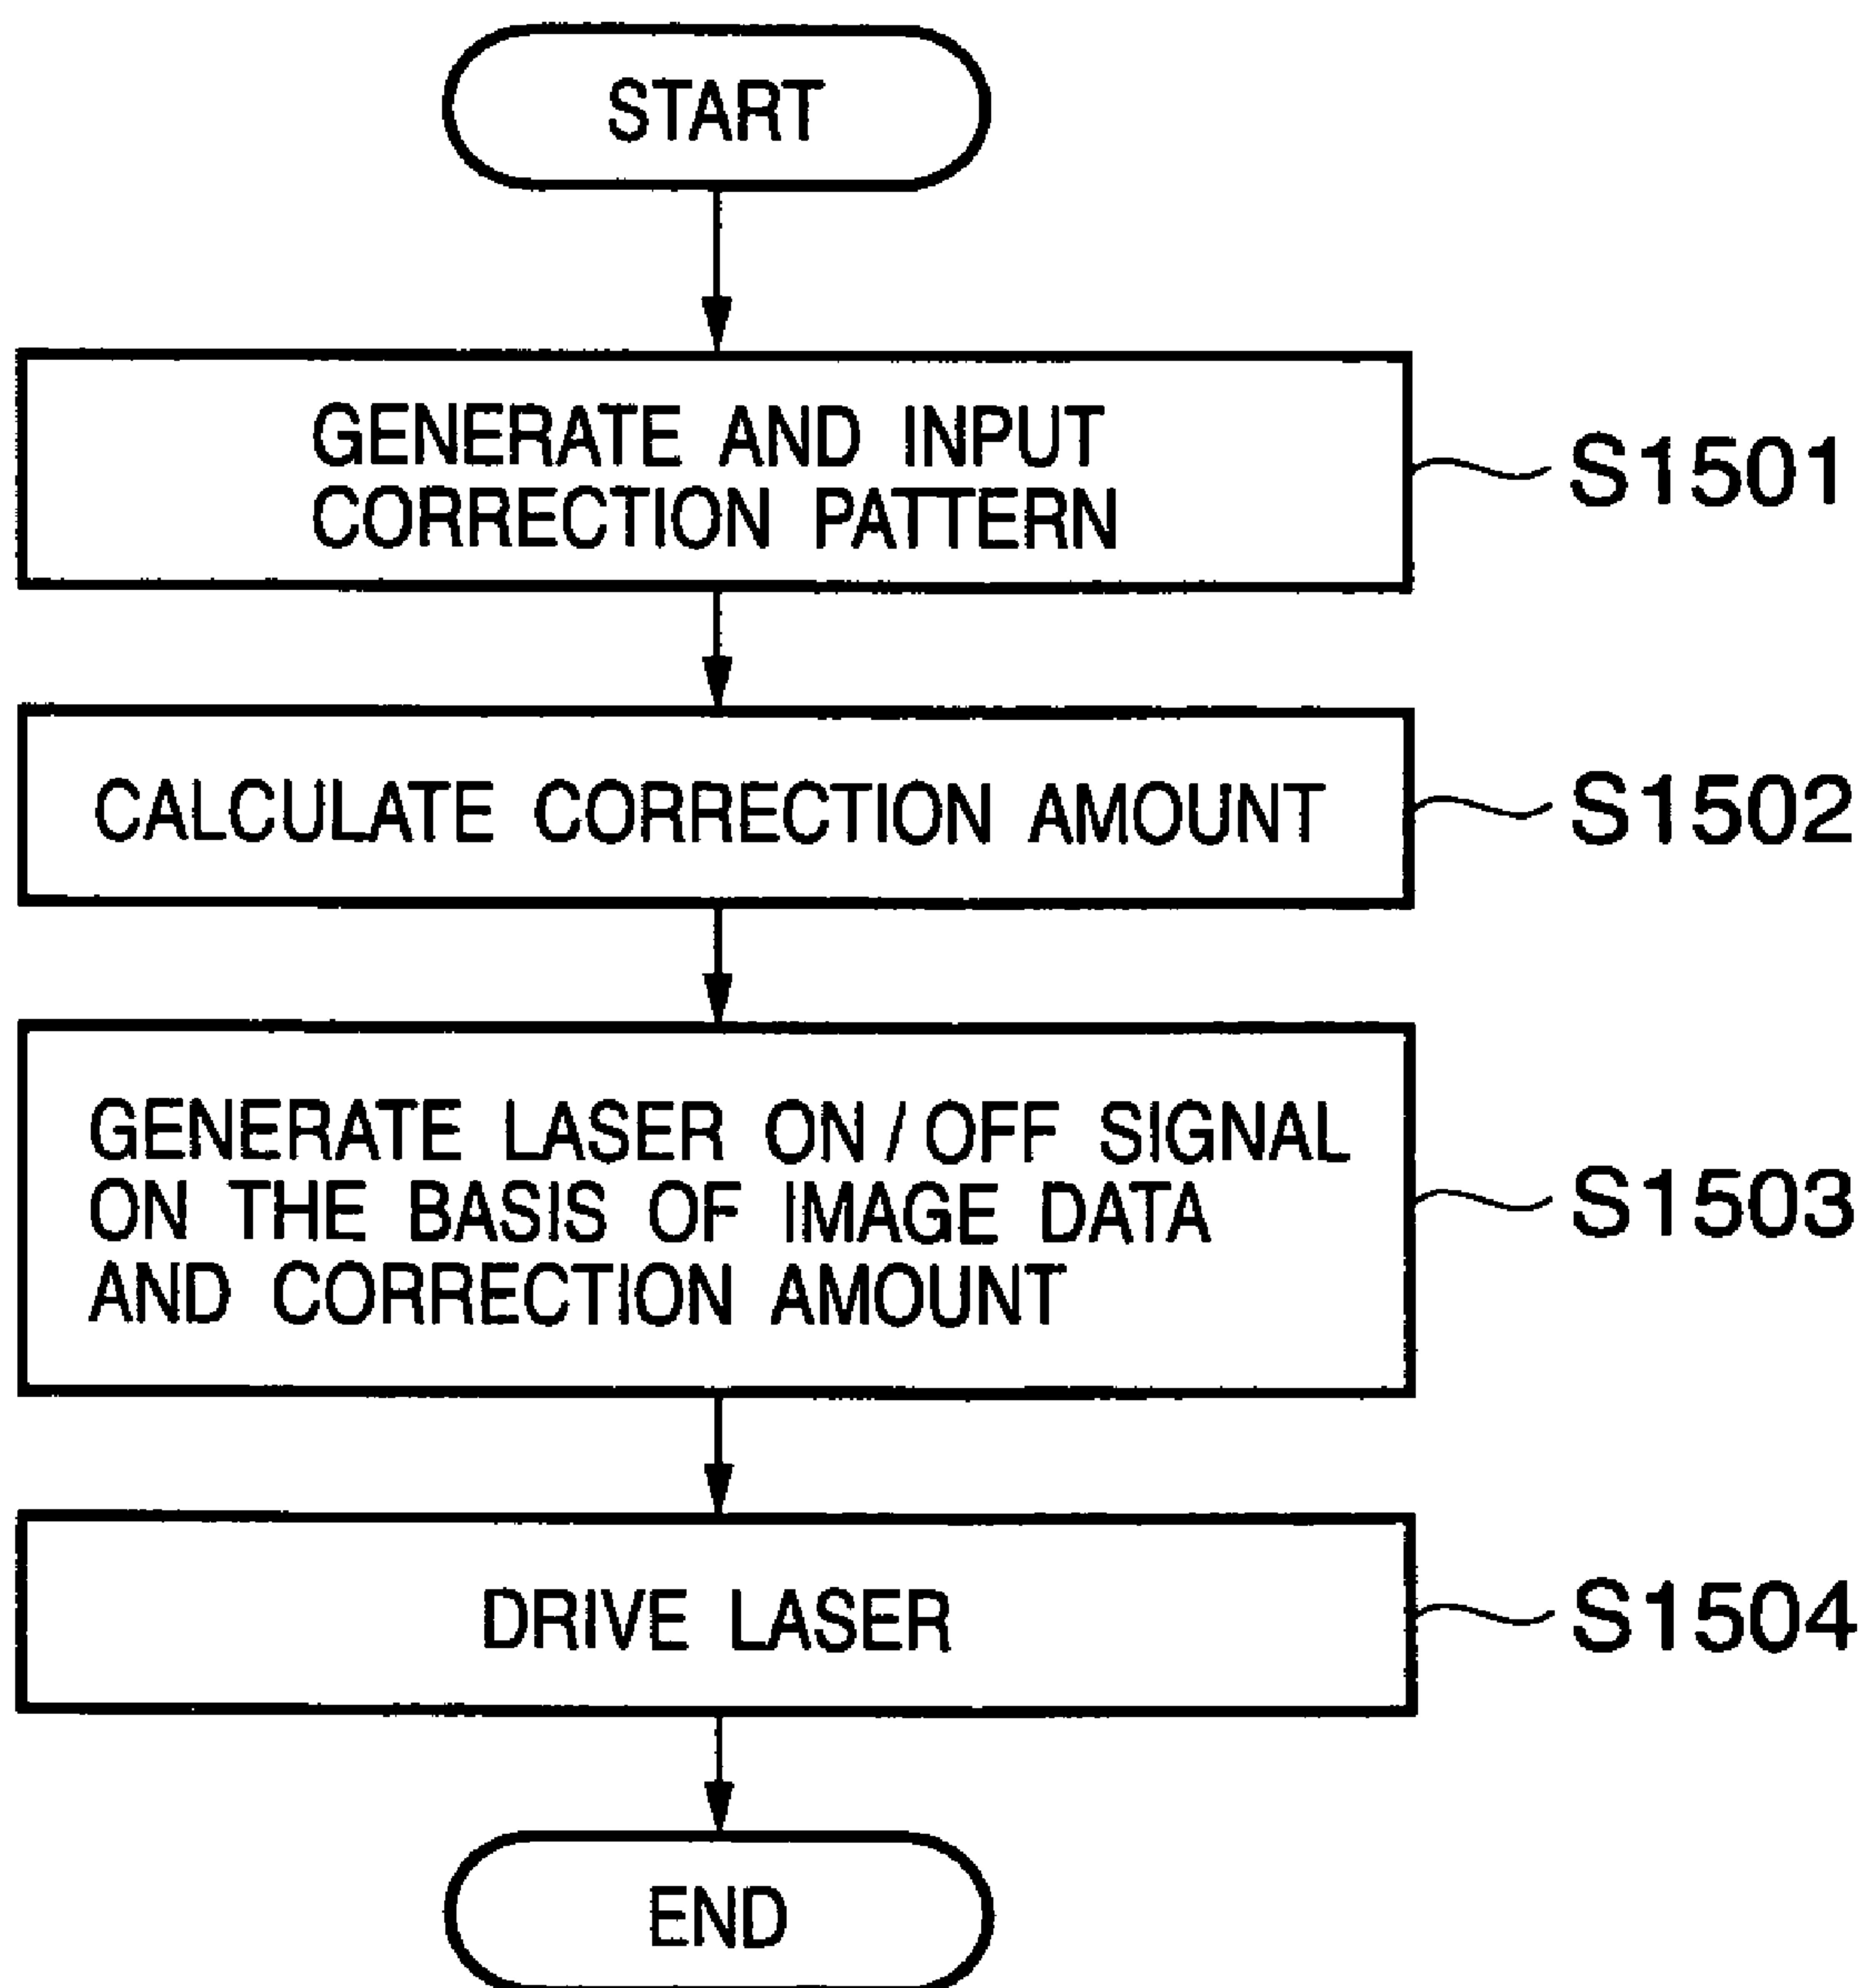 START
GENERATE AND INPUT
CORRECTION PATTERN
S1501
CALCULATE CORRECTION AMOUNT
S1502
GENERATE LASER ON/OFF SIGNAL
ON THE BASIS OF IMAGE DATA
AND CORRECTION AMOUNT
S1503
DRIVE LASER
S1504
END